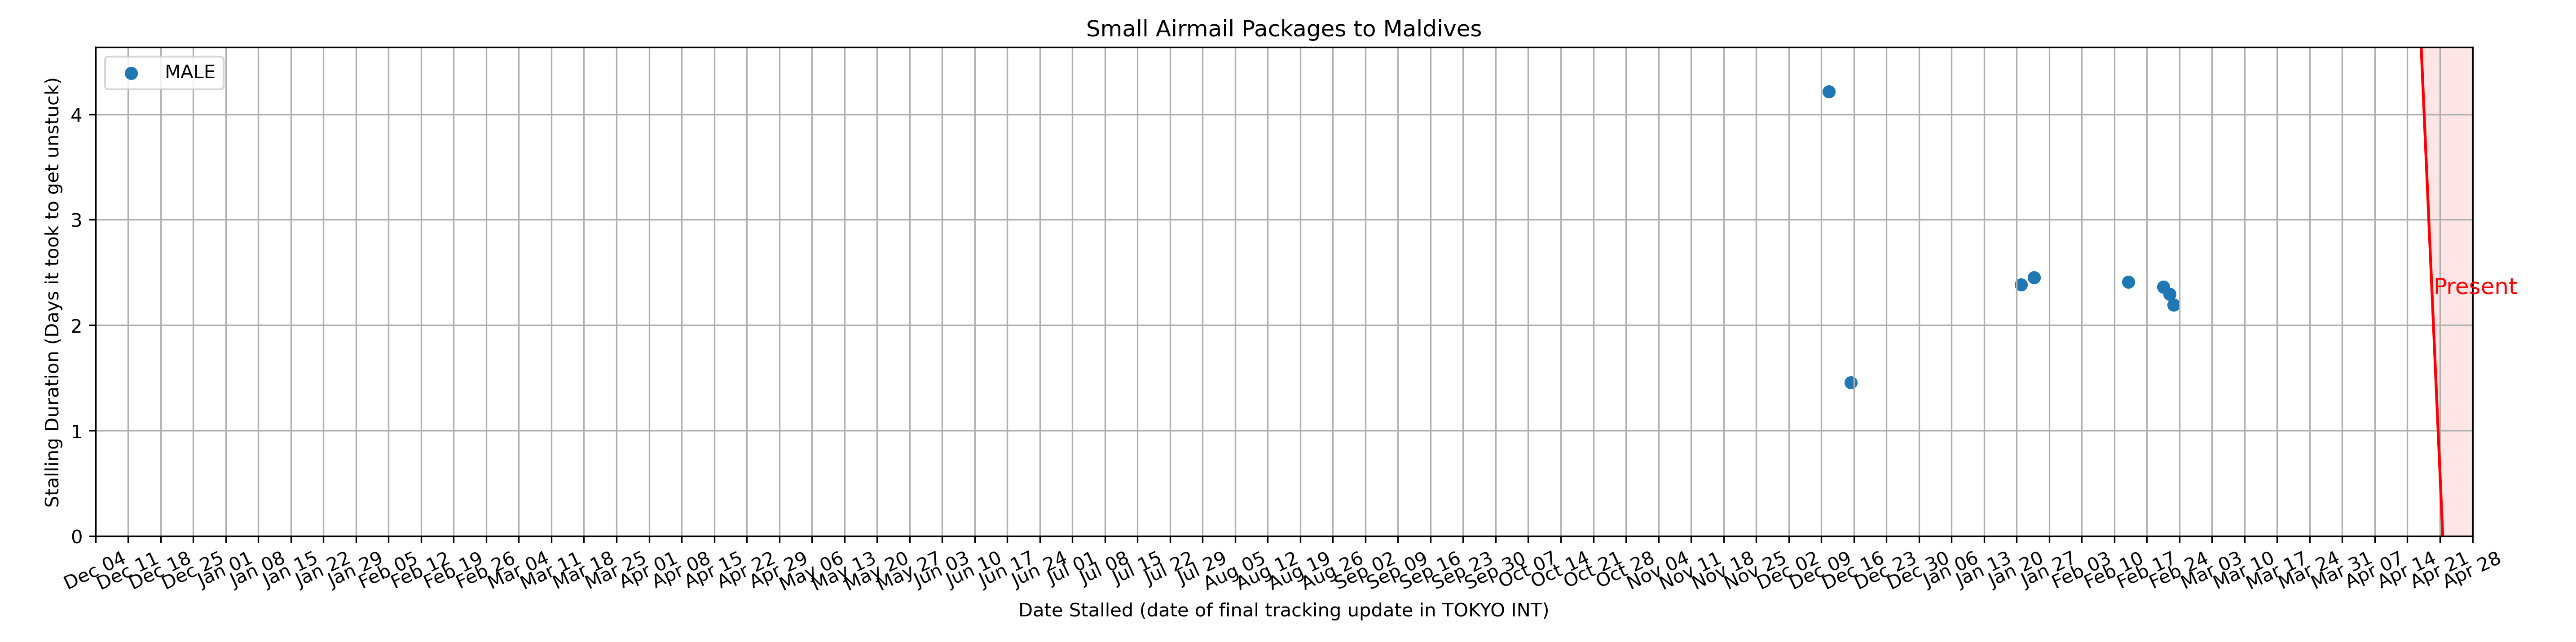 Small Airmail Packages to Maldives
MALE
Stalling Duration (Days it took to get unstuck)
4
3
2
1
0
Present
Dec 04 Dec 11 Dec 18 Dec 25 Jan 01 Jan 08 Jan 15 Jan 22 Jan 29 Feb 05 Feb 12 Feb 19 Feb 26 Mar 04 Mar 11 Mar 18 Mar 25 Apr 01 Apr 08 Apr 15 Apr 22 Apr 29 May 06 May 13 May 20 May 27 Jun 03 Jun 10 Jun 17 Jun 24 Jul 01 Jul 08 Jul 15 Jul 22 Jul 29 Aug 05 Aug 12 Aug 19 Aug 26 Sep 02 Sep 09 Sep 16 Sep 23 Sep 30 Oct 07 Oct 14 Oct 21 Oct 28 Nov 04 Nov 11 Nov 18 Nov 25 Dec 02 Dec 09 Dec 16 Dec 23 Dec 30 Jan 06 Jan 13 Jan 20 Jan 27 Feb 03 Feb 10 Feb 17 Feb 24 Mar 03 Mar 10 Mar 17 Mar 24 Mar 31 Apr 07 Apr 14 Apr 21 Apr 28
Date Stalled (date of final tracking update in TOKYO INT)